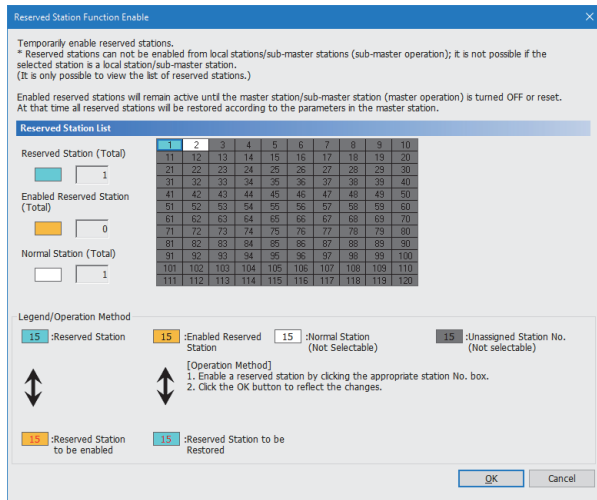 Reserved Station Function Enable
Temporarily enable reserved stations.
* Reserved stations can not be enabled from local stations/sub-master stations (sub-master operation); it is not possible if the
selected station is a local station/sub-master station.
(It is only possible to view the list of reserved stations.)
Enabled reserved stations will remain active until the master station/sub-master station (master operation) is turned OFF or reset.
At that time all reserved stations will be restored according to the parameters in the master station.
Reserved Station List
Reserved Station (Total)
1
Enabled Reserved Station
(Total)
0
Normal Station (Total)
1
1 2 3 4 5 6 7 8 9 10
11 12 13 14 15 16 17 18 19 20
21 22 23 24 25 26 27 28 29 30
31 32 33 34 35 36 37 38 39 40
41 42 43 44 45 46 47 48 49 50
51 52 53 54 55 56 57 58 59 60
61 62 63 64 65 66 67 68 69 70
71 72 73 74 75 76 77 78 79 80
81 82 83 84 85 86 87 88 89 90
91 92 93 94 95 96 97 98 99 100
101 102 103 104 105 106 107 108 109 110
111 112 113 114 115 116 117 118 119 120
Legend/Operation Method
15 :Reserved Station
15 :Enabled Reserved
Station
15 :Normal Station
(Not Selectable)
15 :Unassigned Station No.
(Not selectable)
[Operation Method]
1. Enable a reserved station by clicking the appropriate station No. box.
2. Click the OK button to reflect the changes.
15 :Reserved Station
to be enabled
15 :Reserved Station to be
Restored
OK
Cancel